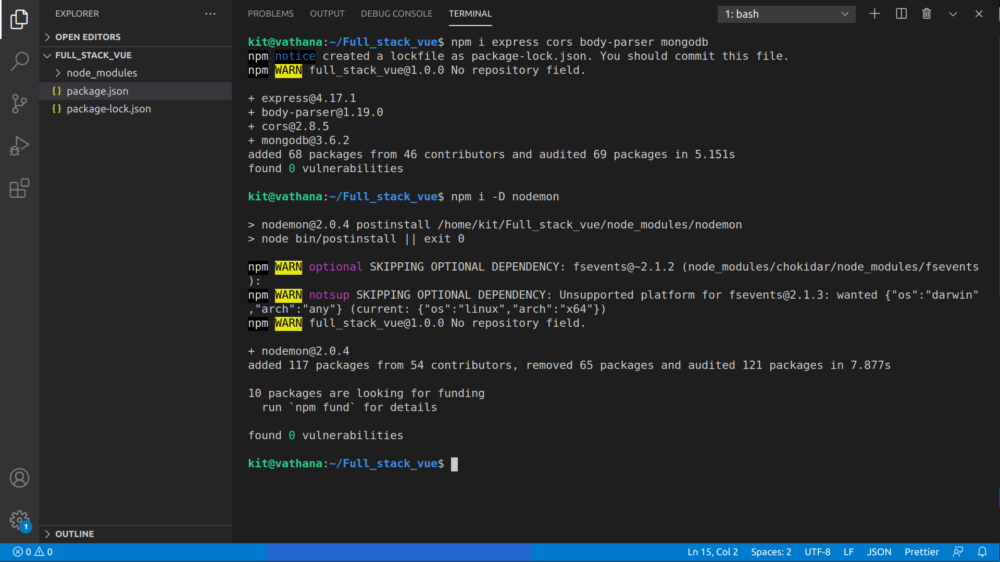 EXPLORER
OPEN EDITORS
FULL_STACK_VUE
node_modules
{} package.json
{} package-lock.json
OUTLINE
1
PROBLEMS OUTPUT DEBUG CONSOLE TERMINAL 1: bash
kit@vathana:~/Full_stack_vue$ npm i express cors body-parser mongodb
npm notice created a lockfile as package-lock.json. You should commit this file.
npm WARN full_stack_vue@1.0.0 No repository field.
+ express@4.17.1
+ body-parser@1.19.0
+ cors@2.8.5
+ mongodb@3.6.2
added 68 packages from 46 contributors and audited 69 packages in 5.151s
found 0 vulnerabilities
kit@vathana:~/Full_stack_vue$ npm i -D nodemon
> nodemon@2.0.4 postinstall /home/kit/Full_stack_vue/node_modules/nodemon
> node bin/postinstall || exit 0
npm WARN optional SKIPPING OPTIONAL DEPENDENCY: fsevents@~2.1.2 (node_modules/chokidar/node_modules/fsevents
):
npm WARN notsup SKIPPING OPTIONAL DEPENDENCY: Unsupported platform for fsevents@2.1.3: wanted {"os":"darwin"
,"arch":"any"} (current: {"os":"linux","arch":"x64"})
npm WARN full_stack_vue@1.0.0 No repository field.
+ nodemon@2.0.4
added 117 packages from 54 contributors, removed 65 packages and audited 121 packages in 7.877s
10 packages are looking for funding
run `npm fund` for details
found 0 vulnerabilities
kit@vathana:~/Full_stack_vue$
0 0 Ln 15, Col 2 Spaces: 2 UTF-8 LF JSON Prettier